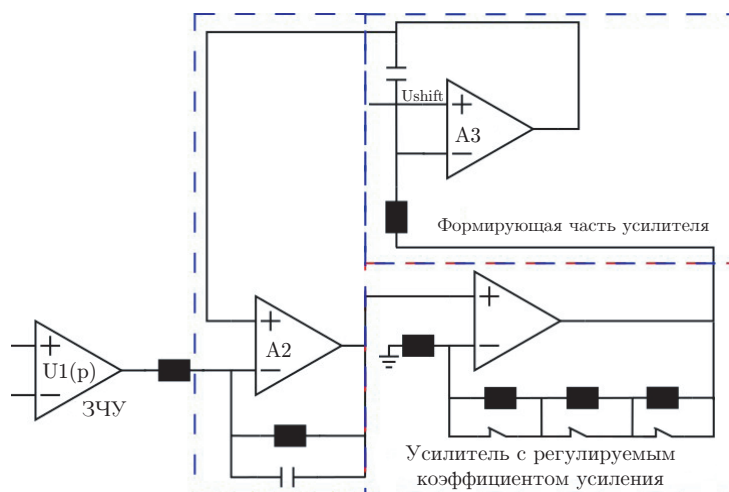 Ushift
A3
Формирующая часть усилителя
A2
U1(p)
ЗЧУ
Усилитель с регулируемым
коэффициентом усиления